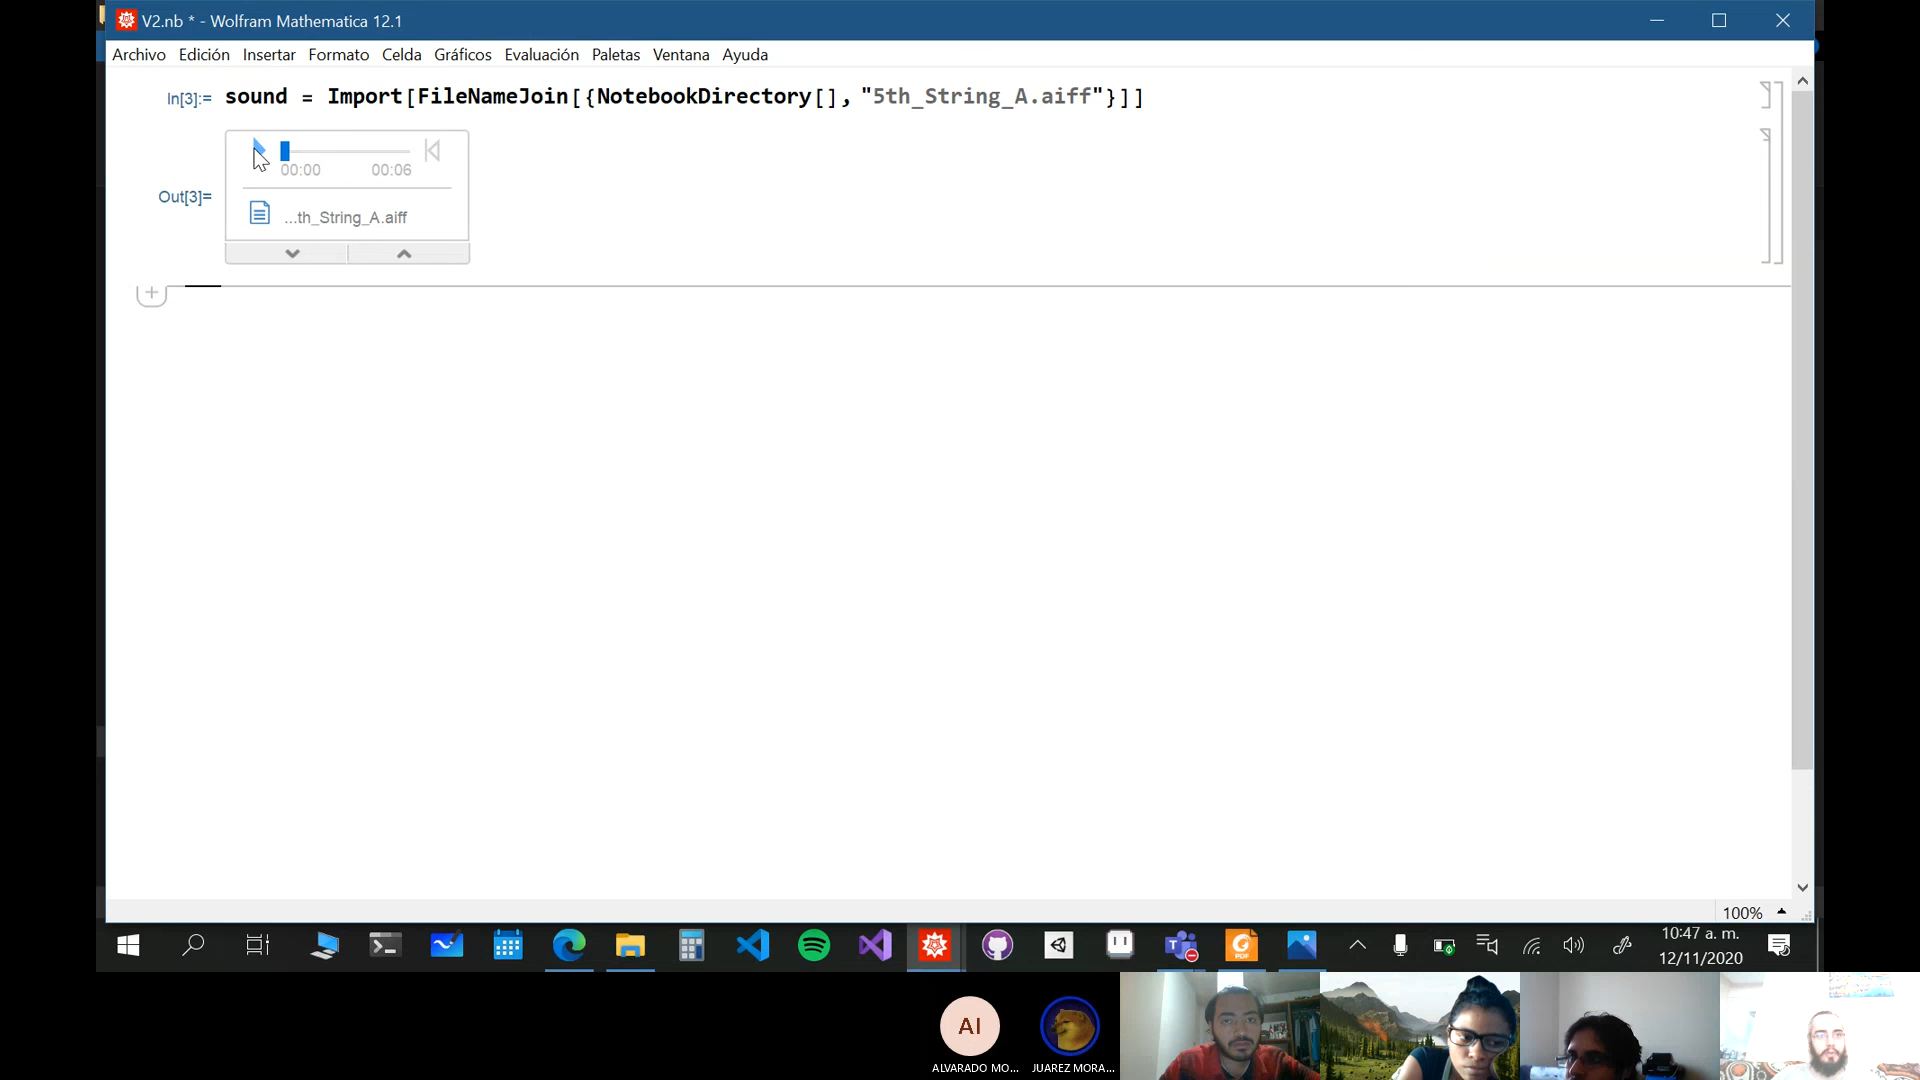 V2.nb * - Wolfram Mathematica 12.1
Archivo Edición Insertar Formato Celda Gráficos Evaluación Paletas Ventana Ayuda
In[3]:= sound = Import[FileNameJoin[{NotebookDirectory[], "5th_String_A.aiff"}]]
00:00 00:06
Out[3]=
...th_String_A.aiff
100%
10:47 a. m.
12/11/2020
AI
ALVARADO MO...
JUAREZ MORA...